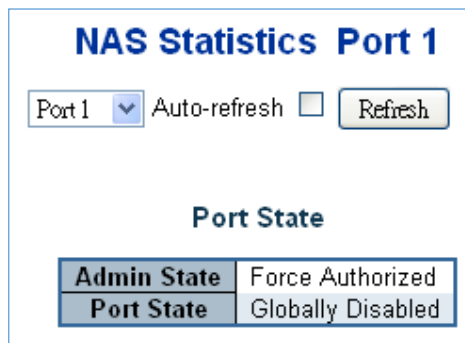 NAS Statistics Port 1
Port 1 Auto-refresh Refresh
Port State
Admin State Force Authorized
Port State Globally Disabled